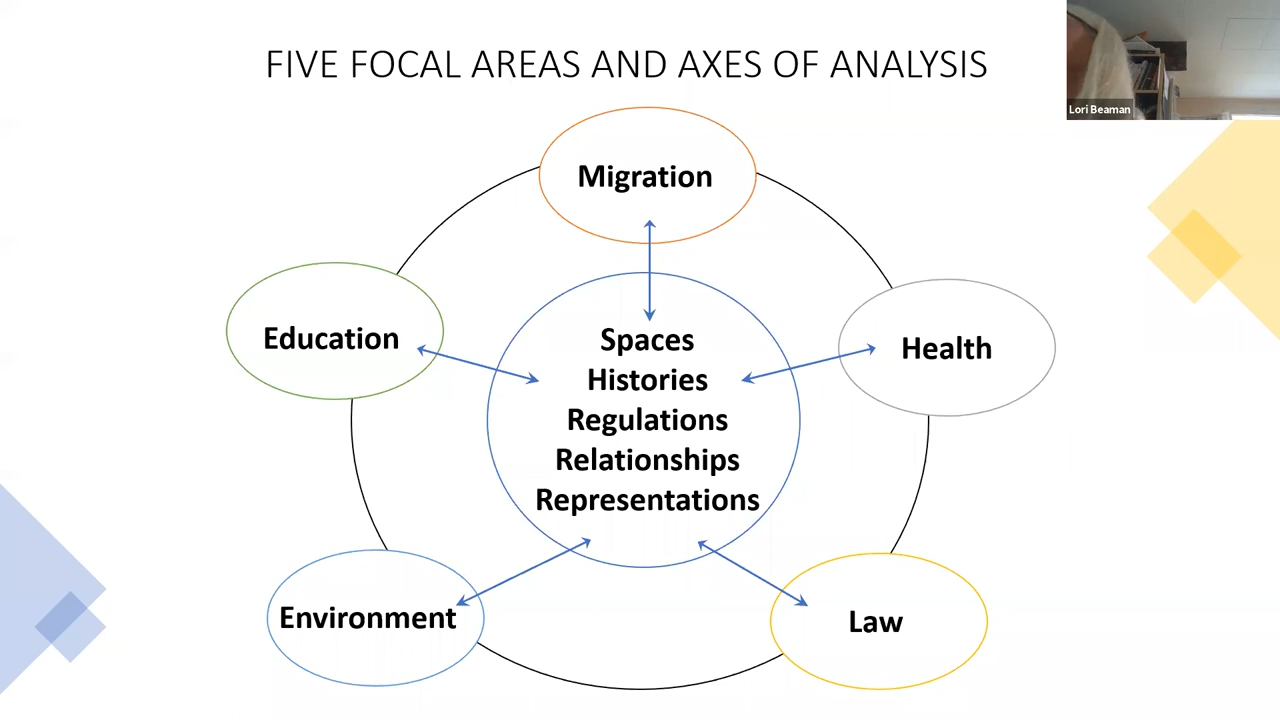 FIVE FOCAL AREAS AND AXES OF ANALYSIS
Lori Beaman
Migration
Education
Health
Spaces
Histories
Regulations
Relationships
Representations
Environment
Law